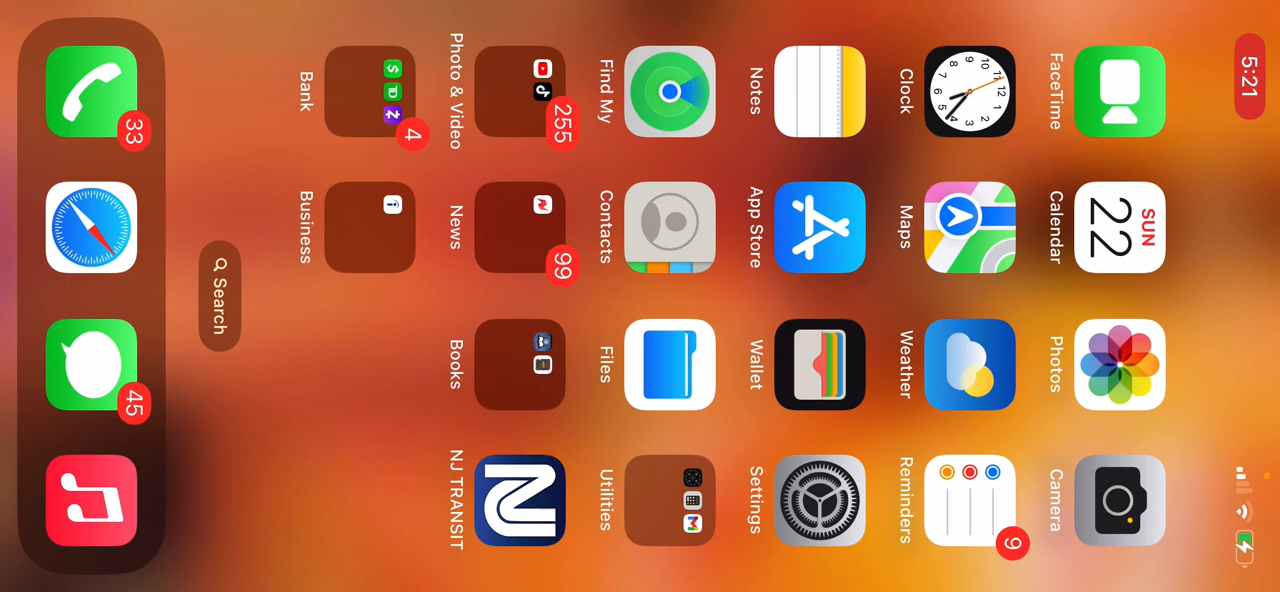 5:21
FaceTime
SUN
22
Calendar
Photos
Camera
Clock
Maps
Weather
9
Reminders
Notes
App Store
Wallet
Settings
Find My
Contacts
Files
Utilities
255
Photo & Video
99
News
Books
NJ TRANSIT
4
Bank
Business
Search
33
45